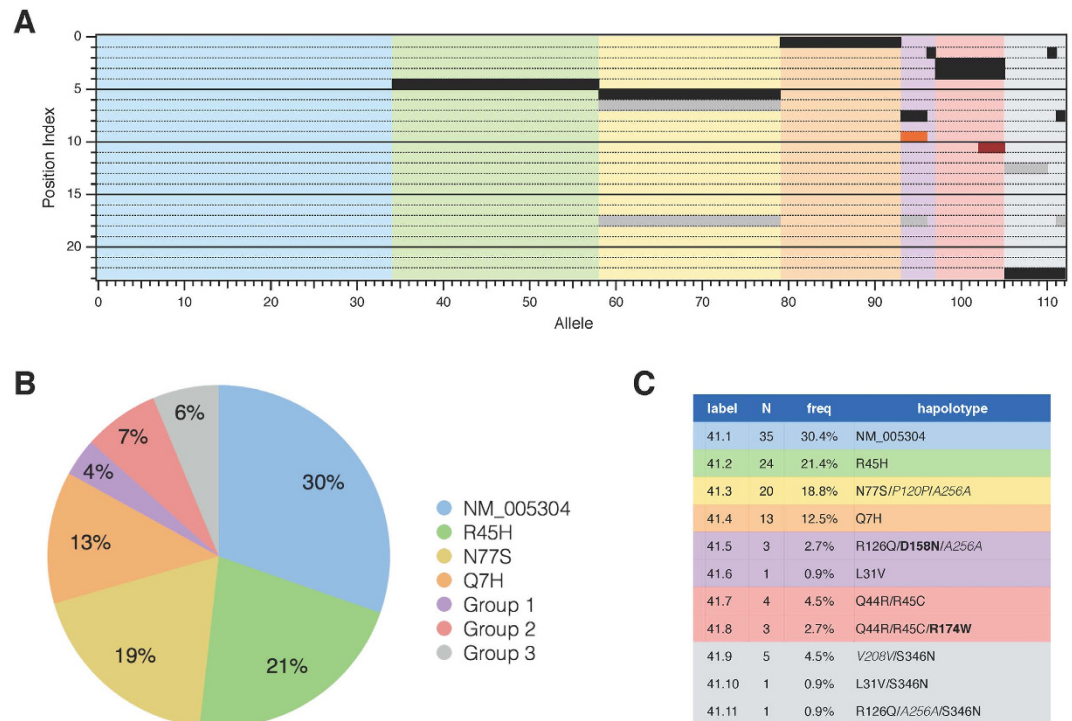 A
Position Index
0
5
10
15
20
0 10 20 30 40 50 60 70 80 90 100 110
Allele
B
30%
21%
19%
13%
4%
7%
6%
NM_005304
R45H
N77S
Q7H
Group 1
Group 2
Group 3
C
label N freq hapolotype
41.1 35 30.4% NM_005304
41.2 24 21.4% R45H
41.3 20 18.8% N77S/P120P/A256A
41.4 13 12.5% Q7H
41.5 3 2.7% R126Q/D158N/A256A
41.6 1 0.9% L31V
41.7 4 4.5% Q44R/R45C
41.8 3 2.7% Q44R/R45C/R174W
41.9 5 4.5% V208V/S346N
41.10 1 0.9% L31V/S346N
41.11 1 0.9% R126Q/A256A/S346N